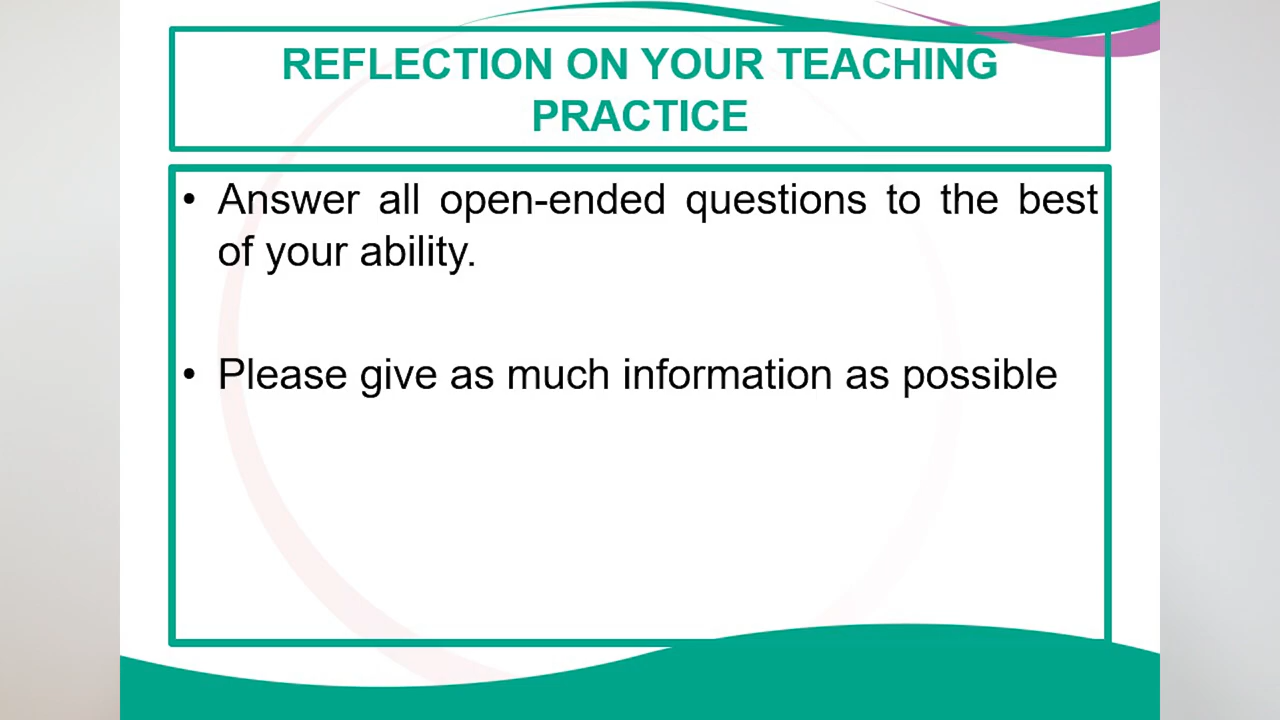 REFLECTION ON YOUR TEACHING
PRACTICE
• Answer all open-ended questions to the best
of your ability.
• Please give as much information as possible